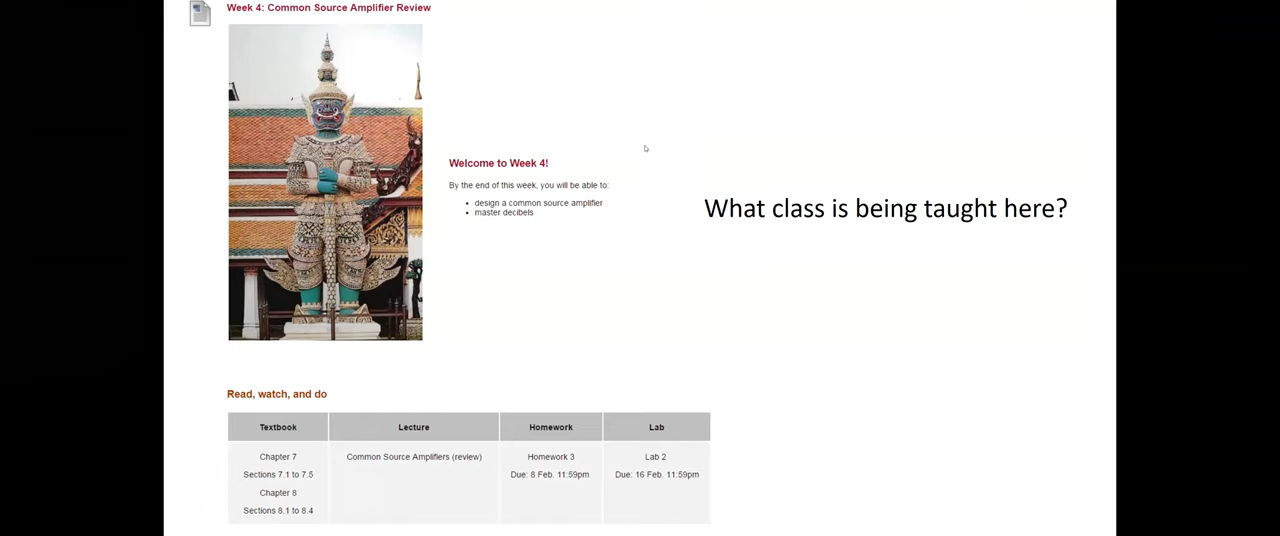 Week 4: Common Source Amplifier Review
Welcome to Week 4!
By the end of this week, you will be able to:
design a common source amplifier
master decibels
What class is being taught here?
Read, watch, and do
Textbook Lecture Homework Lab
Chapter 7 Common Source Amplifiers (review) Homework 3 Lab 2
Sections 7.1 to 7.5 Due: 8 Feb. 11:59pm Due: 16 Feb. 11:59pm
Chapter 8
Sections 8.1 to 8.4